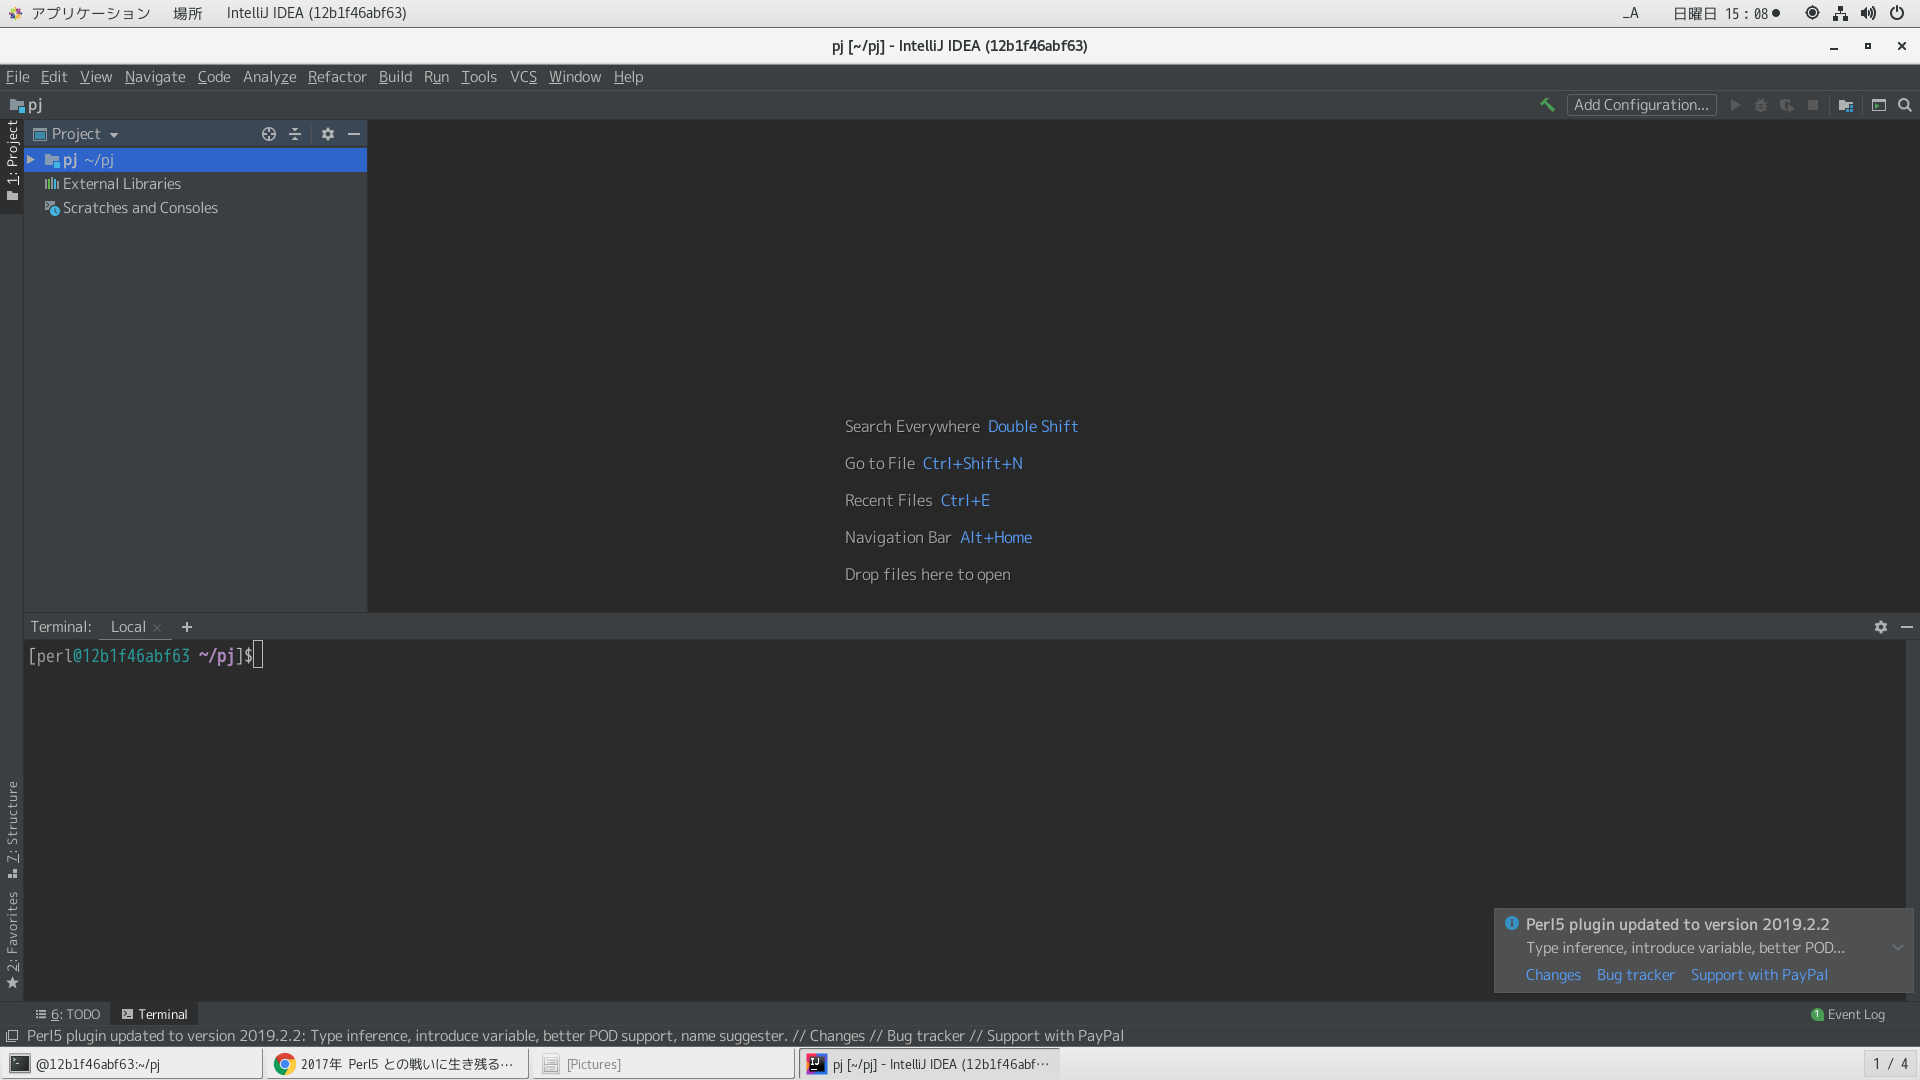 アプリケーション 場所 IntelliJ IDEA (12b1f46abf63) _A 日曜日 15：08●
pj [~/pj] - IntelliJ IDEA (12b1f46abf63)
File Edit View Navigate Code Analyze Refactor Build Run Tools VCS Window Help
pj Add Configuration...
1: Project
Project
pj ~/pj
External Libraries
Scratches and Consoles
Search Everywhere Double Shift
Go to File Ctrl+Shift+N
Recent Files Ctrl+E
Navigation Bar Alt+Home
Drop files here to open
Terminal: Local × +
[perl@12b1f46abf63 ~/pj]$
7: Structure
2: Favorites
Perl5 plugin updated to version 2019.2.2
Type inference, introduce variable, better POD...
Changes Bug tracker Support with PayPal
6: TODO Terminal 1 Event Log
Perl5 plugin updated to version 2019.2.2: Type inference, introduce variable, better POD support, name suggester. // Changes // Bug tracker // Support with PayPal
@12b1f46abf63:~/pj 2017年 Perl5 との戦いに生き残る… [Pictures] pj [~/pj] - IntelliJ IDEA (12b1f46abf… 1 / 4